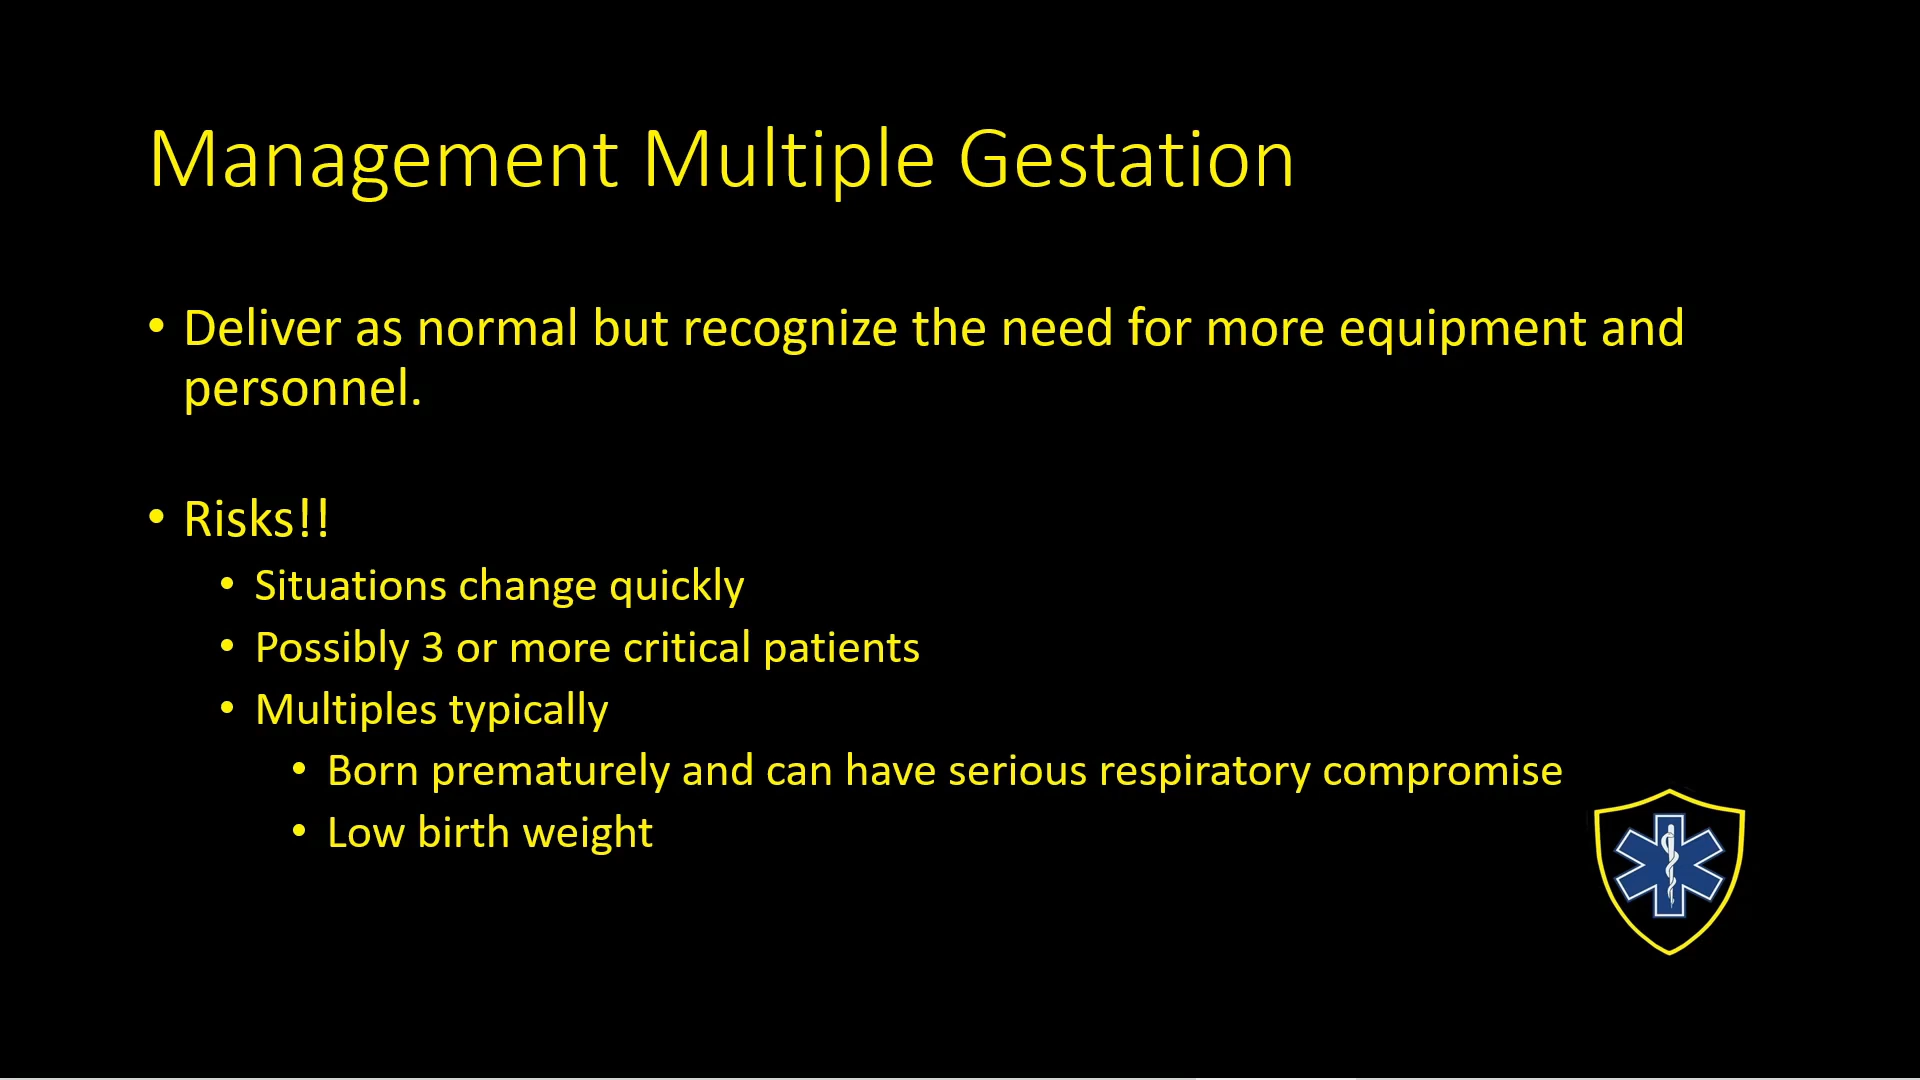 Management Multiple Gestation
• Deliver as normal but recognize the need for more equipment and
personnel.
• Risks!!
• Situations change quickly
• Possibly 3 or more critical patients
• Multiples typically
• Born prematurely and can have serious respiratory compromise
• Low birth weight